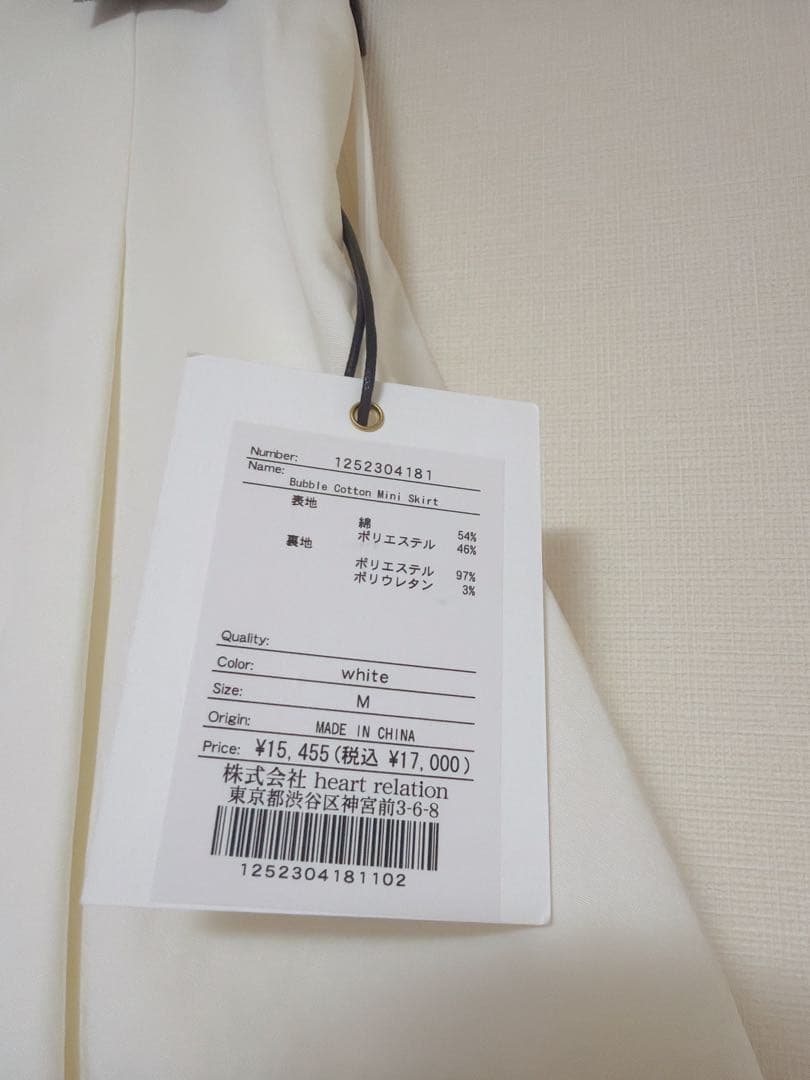 Number: 1252304181
Name: Bubble Cotton Mini Skirt
表地
綿 54%
ポリエステル 46%
裏地
ポリエステル 97%
ポリウレタン 3%
Quality:
Color: white
Size: M
Origin: MADE IN CHINA
Price: ¥15,455(税込 ¥17,000)
株式会社 heart relation
東京都渋谷区神宮前3-6-8
1252304181102